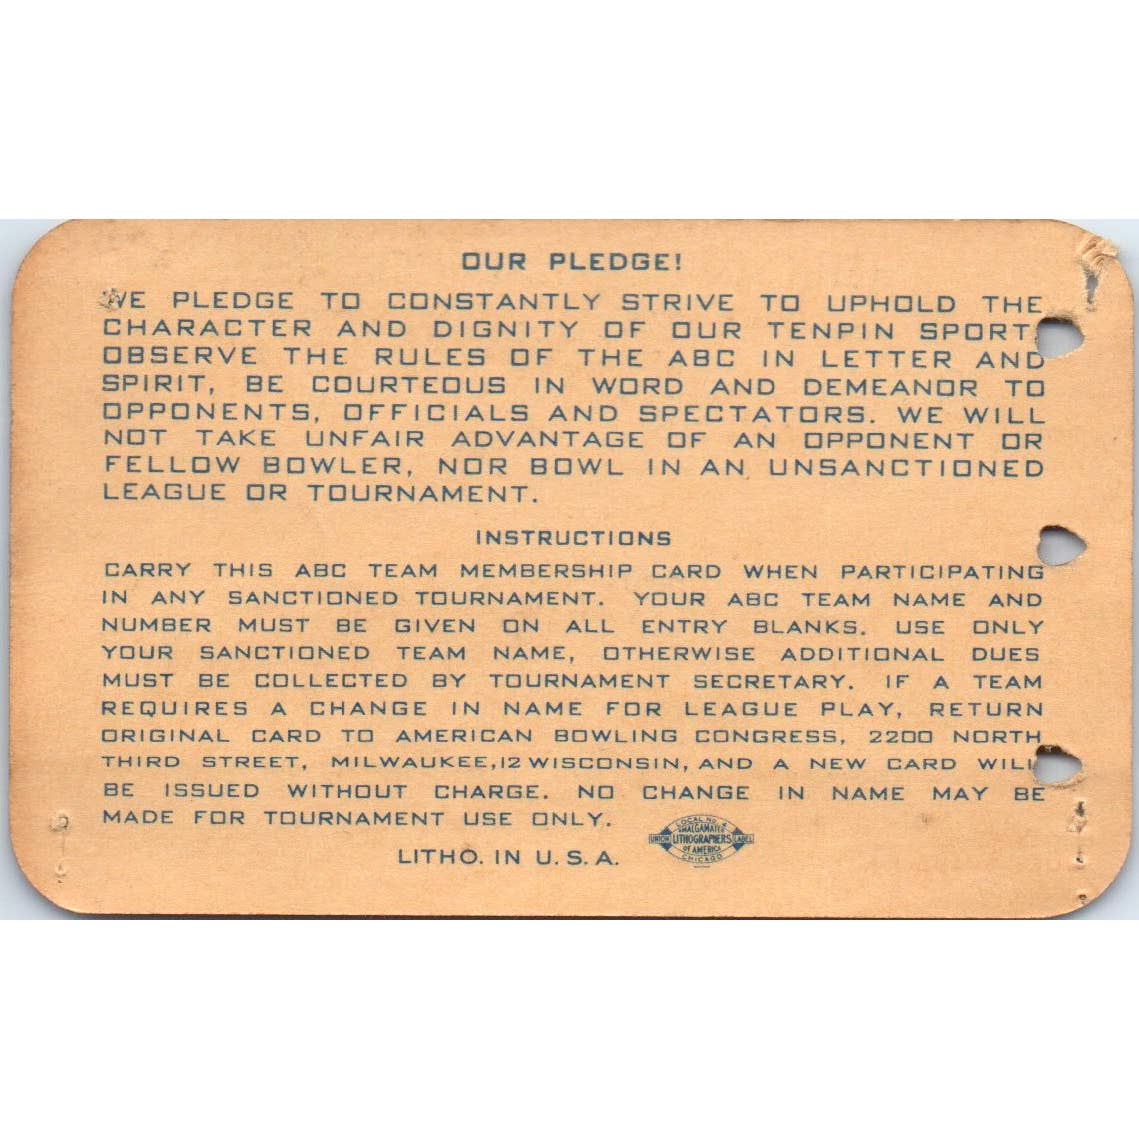 OUR PLEDGE!
WE PLEDGE TO CONSTANTLY STRIVE TO UPHOLD THE
CHARACTER AND DIGNITY OF OUR TENPIN SPORT,
OBSERVE THE RULES OF THE ABC IN LETTER AND
SPIRIT, BE COURTEOUS IN WORD AND DEMEANOR TO
OPPONENTS, OFFICIALS AND SPECTATORS. WE WILL
NOT TAKE UNFAIR ADVANTAGE OF AN OPPONENT OR
FELLOW BOWLER, NOR BOWL IN AN UNSANCTIONED
LEAGUE OR TOURNAMENT.
INSTRUCTIONS
CARRY THIS ABC TEAM MEMBERSHIP CARD WHEN PARTICIPATING
IN ANY SANCTIONED TOURNAMENT. YOUR ABC TEAM NAME AND
NUMBER MUST BE GIVEN ON ALL ENTRY BLANKS. USE ONLY
YOUR SANCTIONED TEAM NAME, OTHERWISE ADDITIONAL DUES
MUST BE COLLECTED BY TOURNAMENT SECRETARY. IF A TEAM
REQUIRES A CHANGE IN NAME FOR LEAGUE PLAY, RETURN
ORIGINAL CARD TO AMERICAN BOWLING CONGRESS, 2200 NORTH
THIRD STREET, MILWAUKEE, 12 WISCONSIN, AND A NEW CARD WILL
BE ISSUED WITHOUT CHARGE. NO CHANGE IN NAME MAY BE
MADE FOR TOURNAMENT USE ONLY.
LITHO. IN U.S.A.
LOCAL NO. 4
AMALGAMATED
UNION LITHOGRAPHERS LABEL
OF AMERICA
CHICAGO